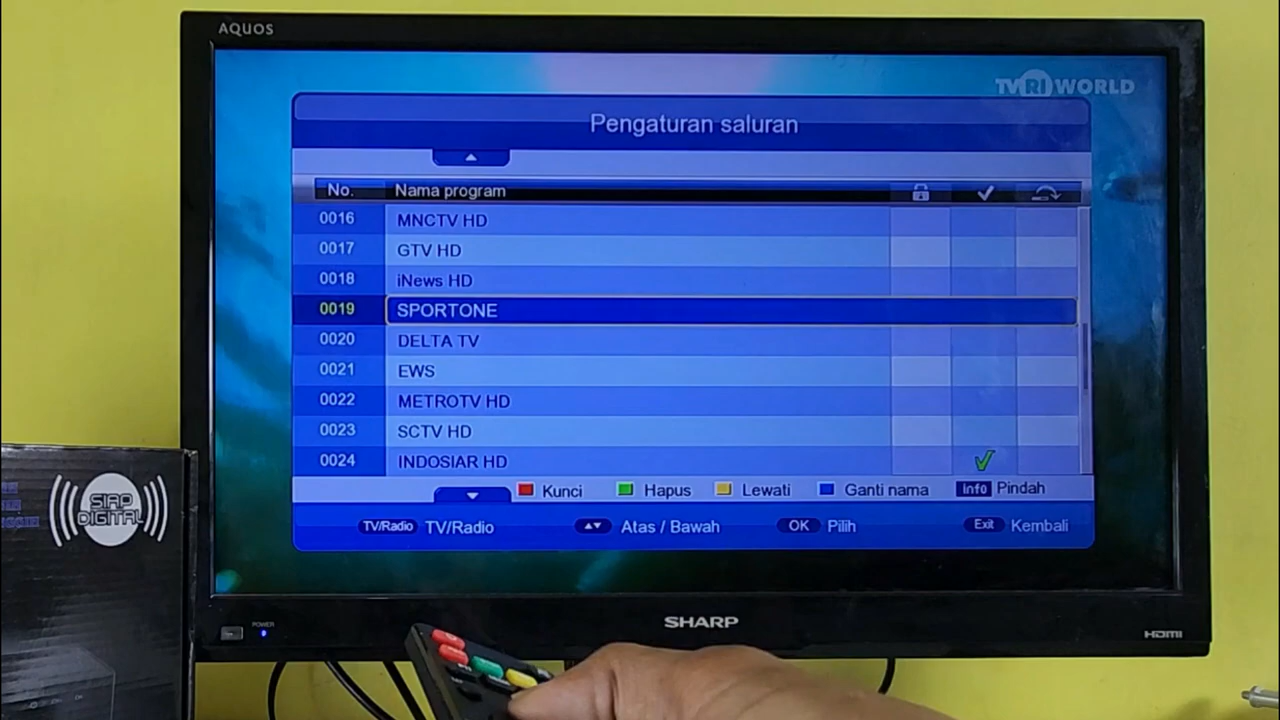 AQUOS
TVRI WORLD
Pengaturan saluran
No. Nama program
0016 MNCTV HD
0017 GTV HD
0018 iNews HD
0019 SPORTONE
0020 DELTA TV
0021 EWS
0022 METROTV HD
0023 SCTV HD
0024 INDOSIAR HD
Kunci Hapus Lewati Ganti nama Info Pindah
TV/Radio TV/Radio Atas / Bawah OK Pilih Exit Kembali
SIAP
DIGITAL
POWER
SHARP
HDMI